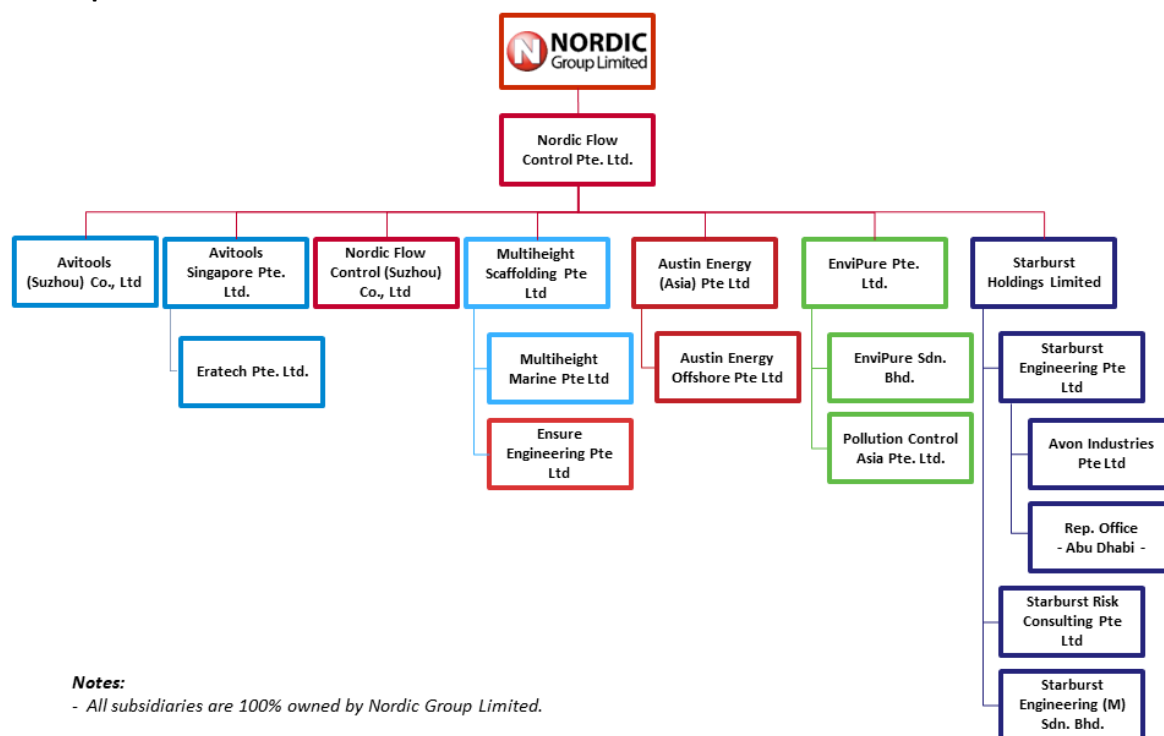 NORDIC
Group Limited
Nordic Flow
Control Pte. Ltd.
Avitools
(Suzhou) Co., Ltd
Avitools
Singapore Pte.
Ltd.
Nordic Flow
Control (Suzhou)
Co., Ltd
Multiheight
Scaffolding Pte
Ltd
Austin Energy
(Asia) Pte Ltd
EnviPure Pte.
Ltd.
Starburst
Holdings Limited
Eratech Pte. Ltd.
Multiheight
Marine Pte Ltd
Austin Energy
Offshore Pte Ltd
EnviPure Sdn.
Bhd.
Starburst
Engineering Pte
Ltd
Ensure
Engineering Pte
Ltd
Pollution Control
Asia Pte. Ltd.
Avon Industries
Pte Ltd
Rep. Office
- Abu Dhabi -
Starburst Risk
Consulting Pte
Ltd
Starburst
Engineering (M)
Sdn. Bhd.
Notes:
- All subsidiaries are 100% owned by Nordic Group Limited.